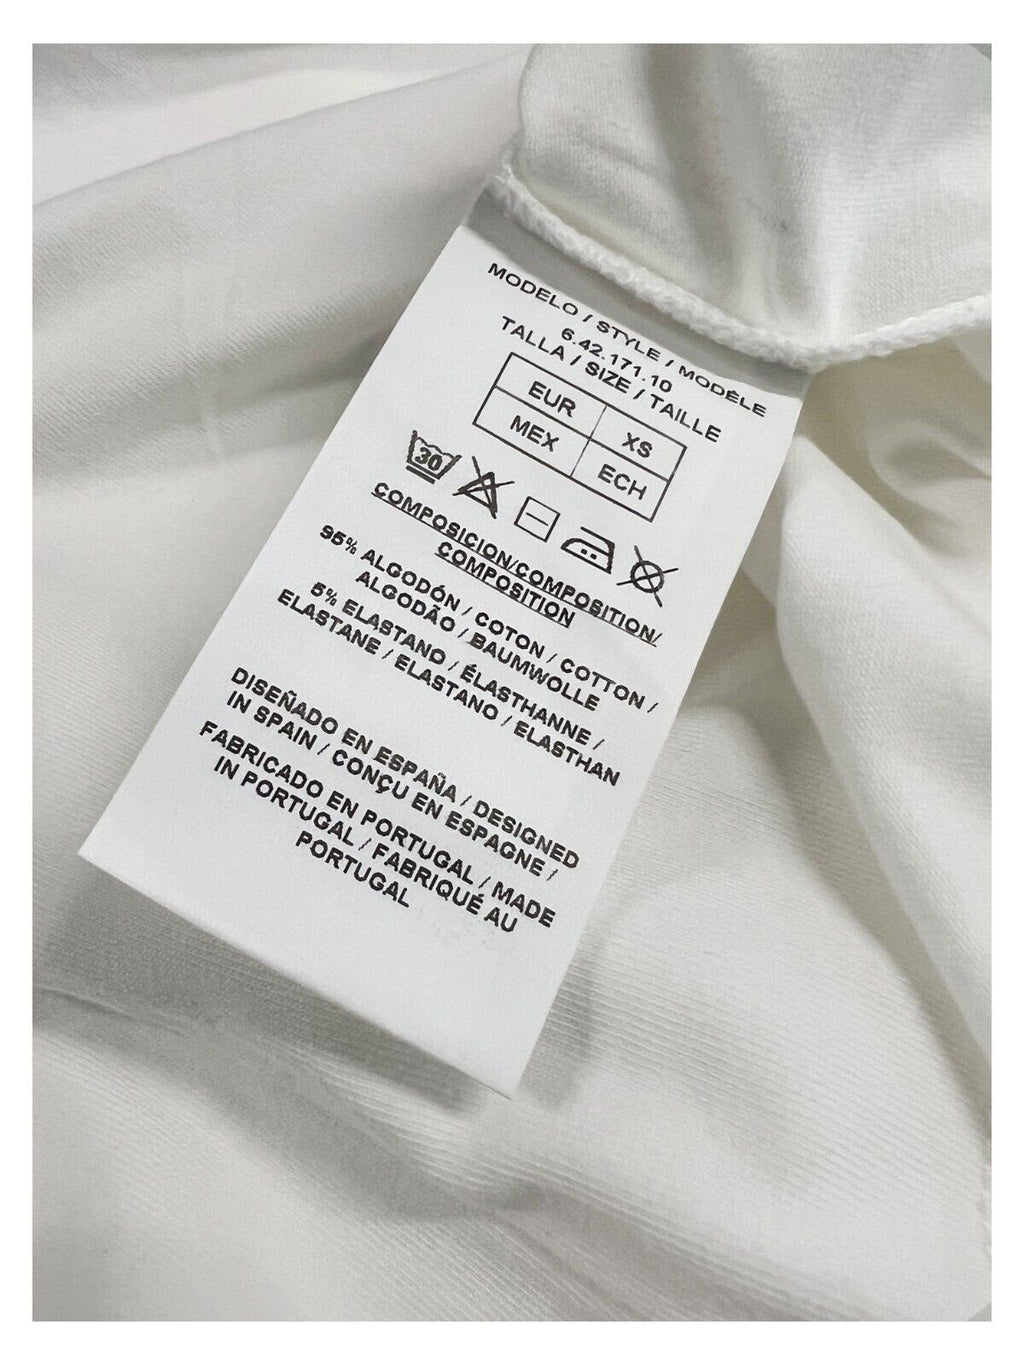 MODELO / STYLE / MODÈLE
6.42.171.10
TALLA / SIZE / TAILLE
EUR XS
MEX ECH
30
COMPOSICION/COMPOSITION/
COMPOSITION
95% ALGODÓN / COTON / COTTON /
ALGODÃO / BAUMWOLLE
5% ELASTANO / ÉLASTHANNE /
ELASTANE / ELASTANO / ELASTHAN
DISEÑADO EN ESPAÑA / DESIGNED
IN SPAIN / CONÇU EN ESPAGNE /
FABRICADO EN PORTUGAL / MADE
IN PORTUGAL / FABRIQUÉ AU
PORTUGAL